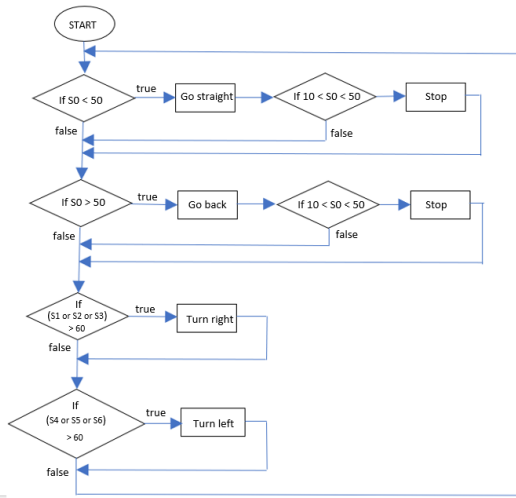 START
If S0 < 50
true
Go straight
If 10 < S0 < 50
Stop
false
false
If S0 > 50
true
Go back
If 10 < S0 < 50
Stop
false
false
If
(S1 or S2 or S3)
> 60
true
Turn right
false
If
(S4 or S5 or S6)
> 60
true
Turn left
false